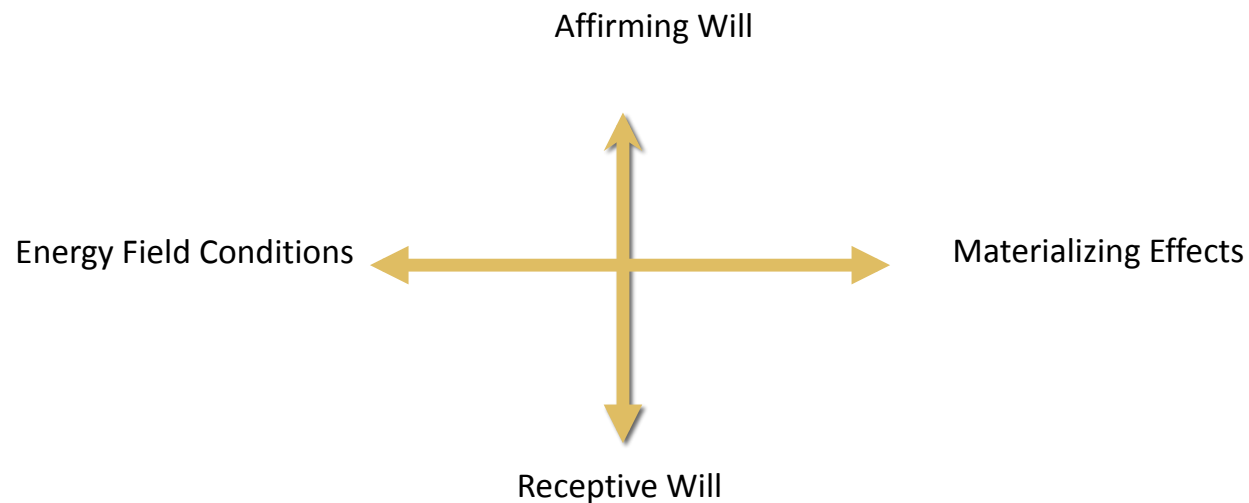 Affirming Will
Energy Field Conditions
Materializing Effects
Receptive Will